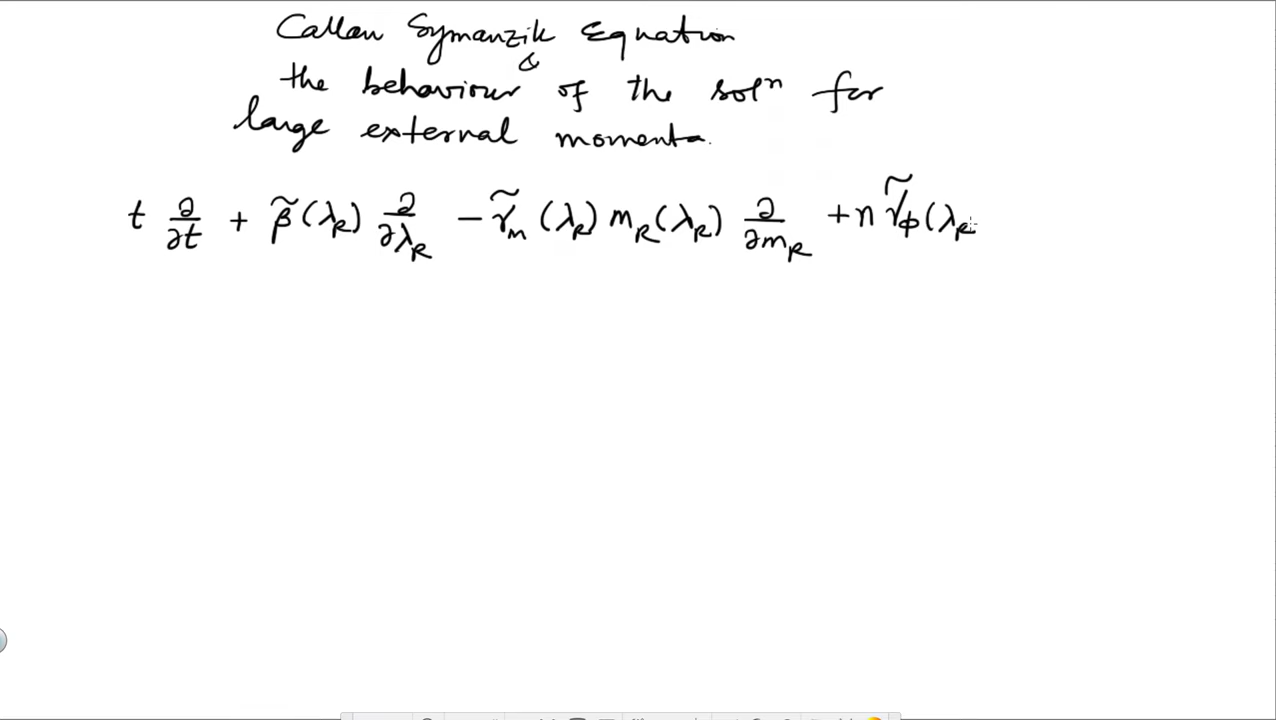 Callan Symanzik Equation
&
the behaviour of the solⁿ for
large external momenta.
t ∂/∂t + β̃(λ_R) ∂/∂λ_R − γ̃_m (λ_R) m_R(λ_R) ∂/∂m_R + n γ̃_φ(λ_R